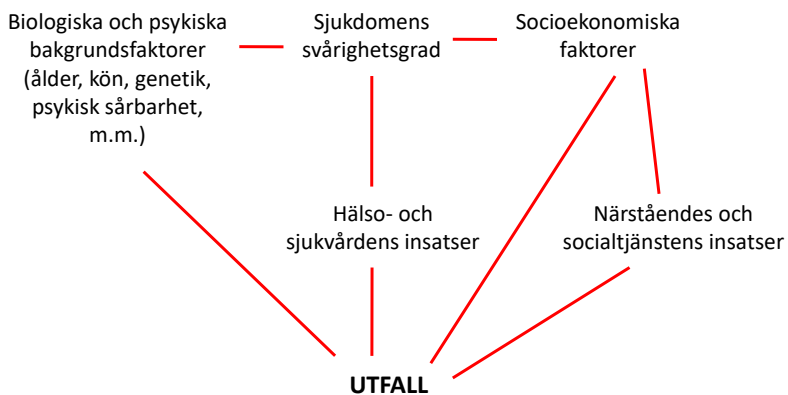 Biologiska och psykiska
bakgrundsfaktorer
(ålder, kön, genetik,
psykisk sårbarhet,
m.m.)
Sjukdomens
svårighetsgrad
Socioekonomiska
faktorer
Hälso- och
sjukvårdens insatser
Närståendes och
socialtjänstens insatser
UTFALL